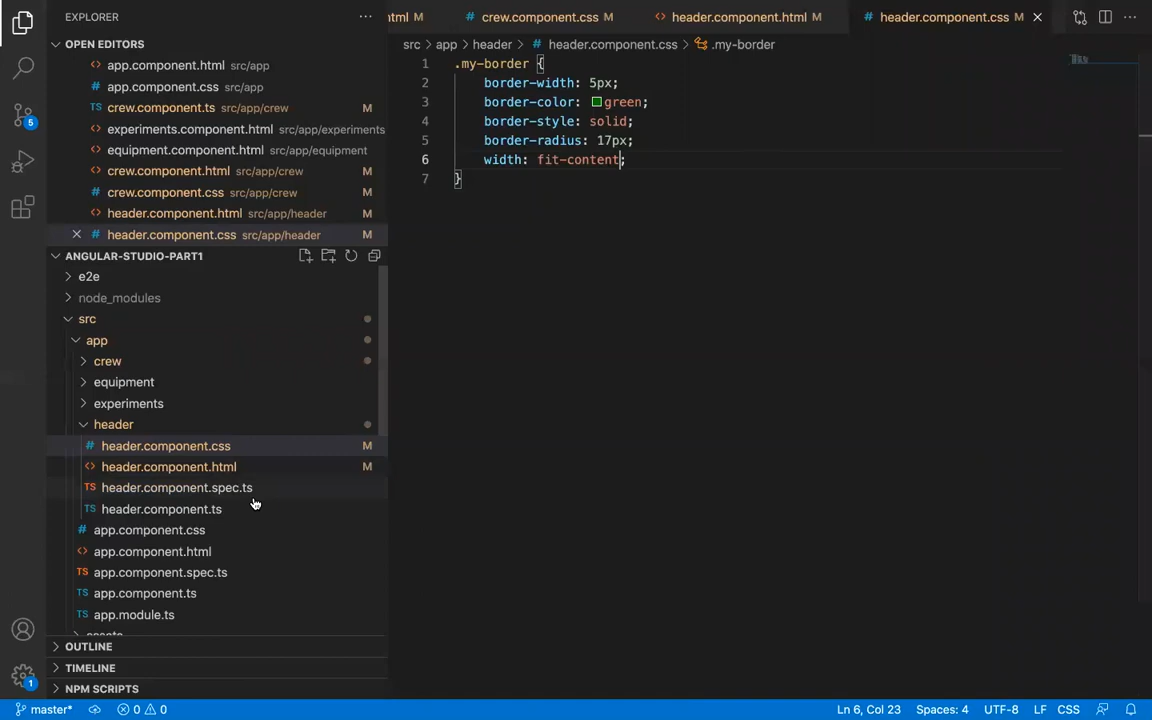 EXPLORER
OPEN EDITORS
app.component.html src/app
app.component.css src/app
TS crew.component.ts src/app/crew M
experiments.component.html src/app/experiments
equipment.component.html src/app/equipment
crew.component.html src/app/crew M
# crew.component.css src/app/crew M
header.component.html src/app/header M
# header.component.css src/app/header M
ANGULAR-STUDIO-PART1
e2e
node_modules
src
app
crew
equipment
experiments
header
# header.component.css M
header.component.html M
TS header.component.spec.ts
TS header.component.ts
# app.component.css
app.component.html
TS app.component.spec.ts
TS app.component.ts
TS app.module.ts
OUTLINE
TIMELINE
NPM SCRIPTS
html M # crew.component.css M header.component.html M # header.component.css M
src > app > header > # header.component.css > .my-border
1 .my-border {
2 border-width: 5px;
3 border-color: green;
4 border-style: solid;
5 border-radius: 17px;
6 width: fit-content;
7 }
5
1
master* 0 0 Ln 6, Col 23 Spaces: 4 UTF-8 LF CSS